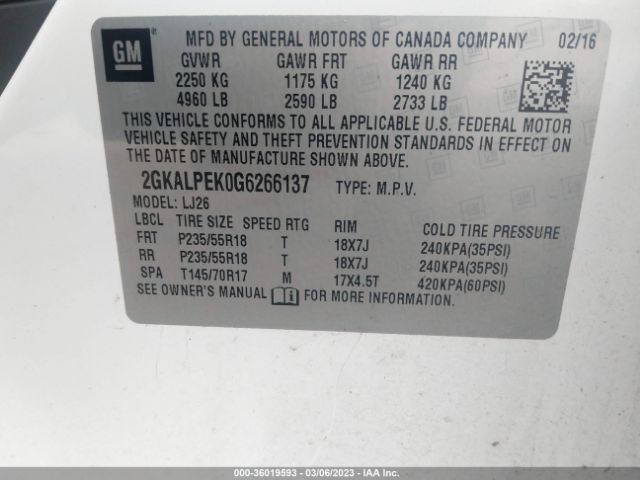 GM MFD BY GENERAL MOTORS OF CANADA COMPANY 02/16
GVWR GAWR FRT GAWR RR
2250 KG 1175 KG 1240 KG
4960 LB 2590 LB 2733 LB
THIS VEHICLE CONFORMS TO ALL APPLICABLE U.S. FEDERAL MOTOR
VEHICLE SAFETY AND THEFT PREVENTION STANDARDS IN EFFECT ON
THE DATE OF MANUFACTURE SHOWN ABOVE.
2GKALPEK0G6266137 TYPE: M.P.V.
MODEL: LJ26
LBCL TIRE SIZE SPEED RTG RIM COLD TIRE PRESSURE
FRT P235/55R18 T 18X7J 240KPA(35PSI)
RR P235/55R18 T 18X7J 240KPA(35PSI)
SPA T145/70R17 M 17X4.5T 420KPA(60PSI)
SEE OWNER'S MANUAL FOR MORE INFORMATION.
000-36019593 — 03/06/2023 — IAAI.COM